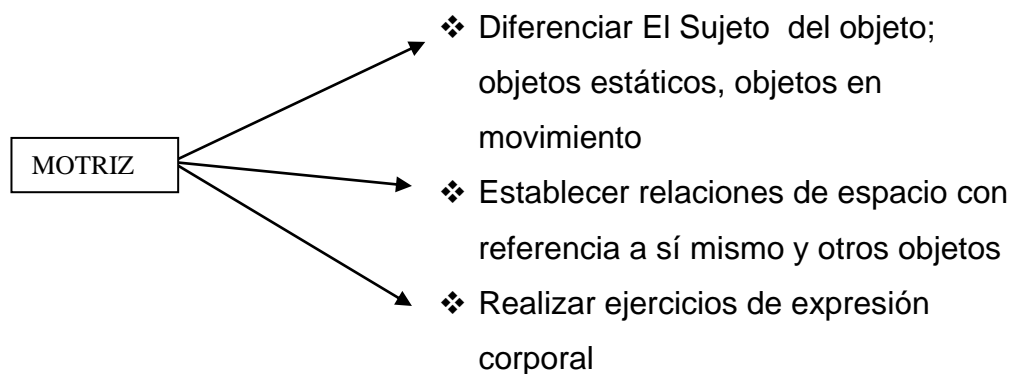 ❖ Diferenciar El Sujeto del objeto;
objetos estáticos, objetos en
movimiento
MOTRIZ
❖ Establecer relaciones de espacio con
referencia a sí mismo y otros objetos
❖ Realizar ejercicios de expresión
corporal